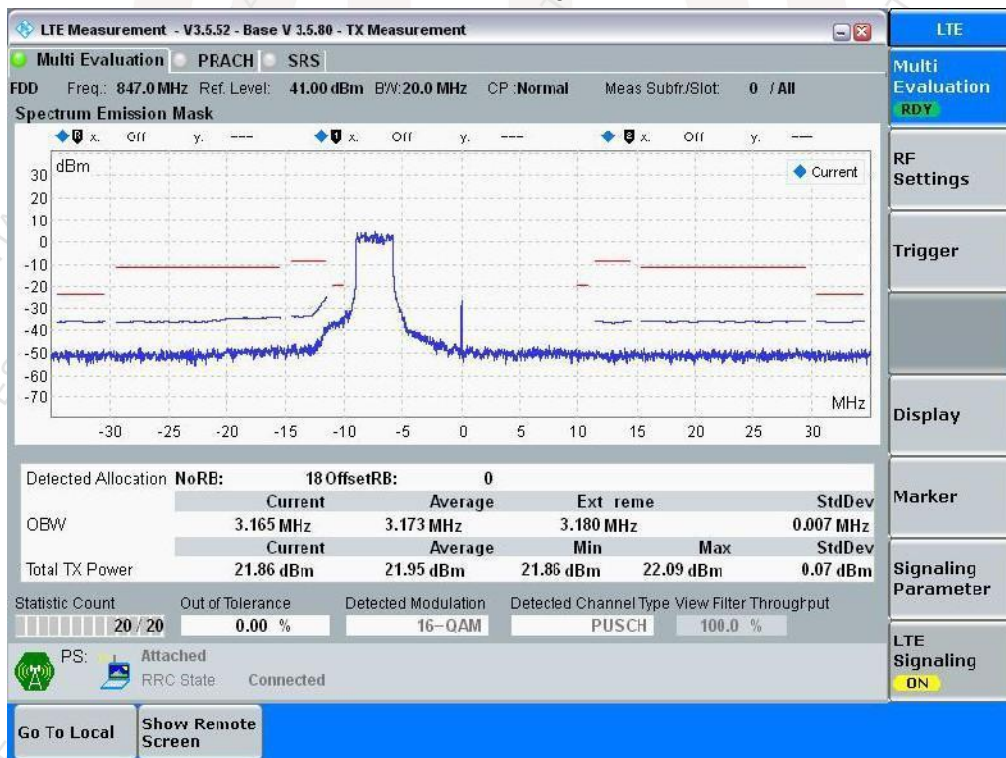 LTE Measurement - V3.5.52 - Base V 3.5.80 - TX Measurement
LTE
Multi Evaluation PRACH SRS
Multi Evaluation
RDY
FDD Freq.: 847.0 MHz Ref. Level: 41.00 dBm BW: 20.0 MHz CP : Normal Meas Subfr./Slot: 0 / All
Spectrum Emission Mask
0 x. Off y. --- 1 x. Off y. --- 2 x. Off y. ---
dBm
Current
30
20
10
0
-10
-20
-30
-40
-50
-60
-70
MHz
-30 -25 -20 -15 -10 -5 0 5 10 15 20 25 30
RF Settings
Trigger
Display
Marker
Signaling Parameter
LTE Signaling
ON
Detected Allocation NoRB: 18 OffsetRB: 0
Current Average Ext reme StdDev
OBW 3.165 MHz 3.173 MHz 3.180 MHz 0.007 MHz
Current Average Min Max StdDev
Total TX Power 21.86 dBm 21.95 dBm 21.86 dBm 22.09 dBm 0.07 dBm
Statistic Count Out of Tolerance Detected Modulation Detected Channel Type View Filter Throughput
20 / 20 0.00 % 16-QAM PUSCH 100.0 %
PS: Attached
RRC State Connected
Go To Local Show Remote Screen